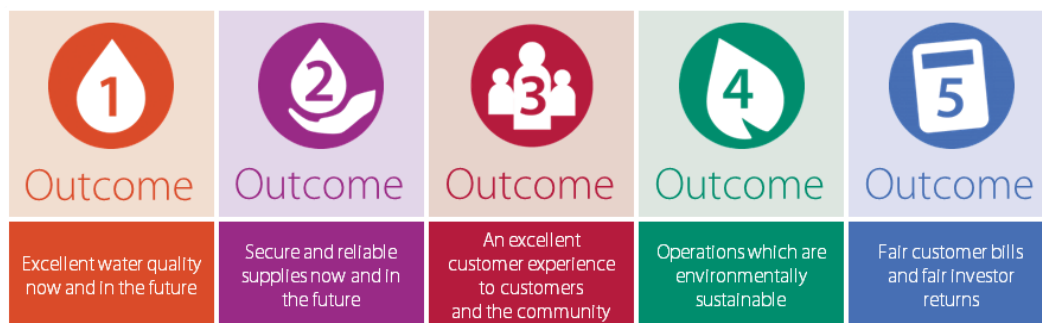 1
Outcome
Excellent water quality
now and in the future
2
Outcome
Secure and reliable
supplies now and in
the future
3
Outcome
An excellent
customer experience
to customers
and the community
4
Outcome
Operations which are
environmentally
sustainable
5
Outcome
Fair customer bills
and fair investor
returns